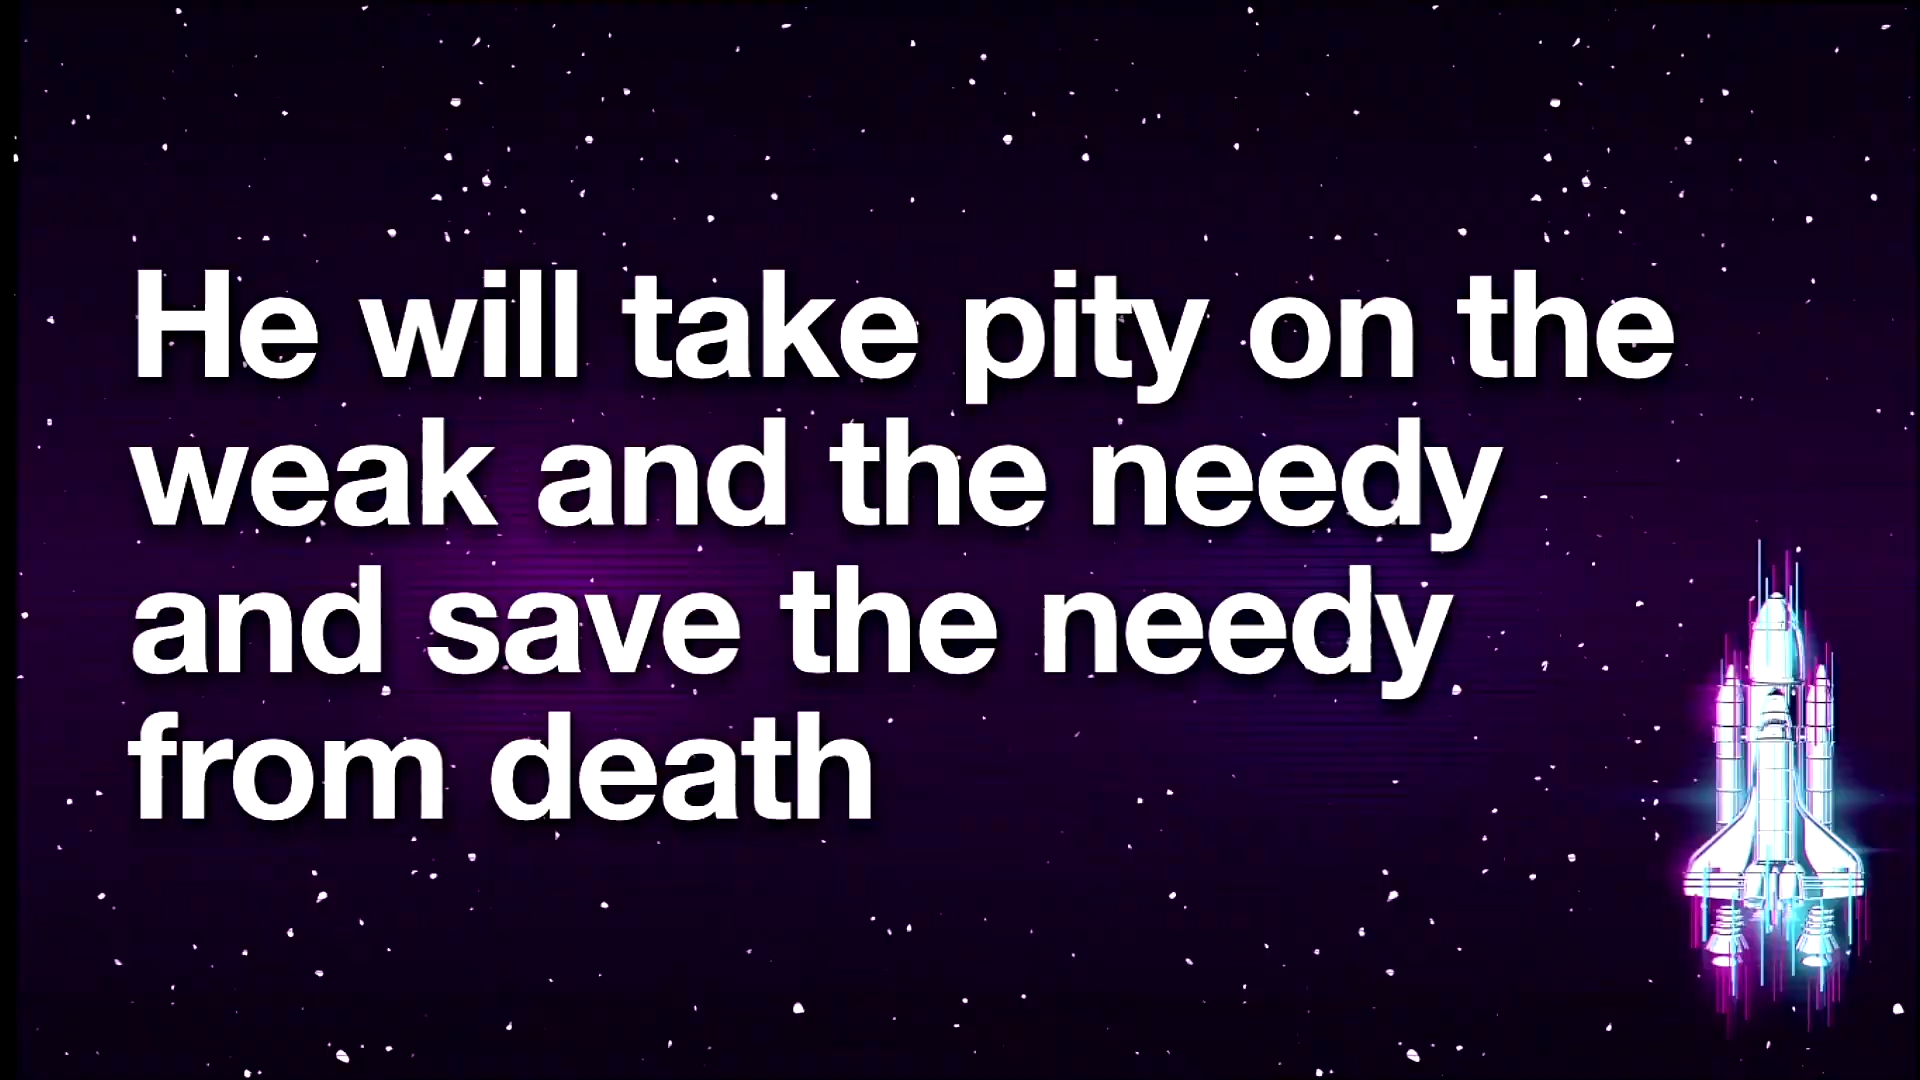 He will take pity on the
weak and the needy
and save the needy
from death